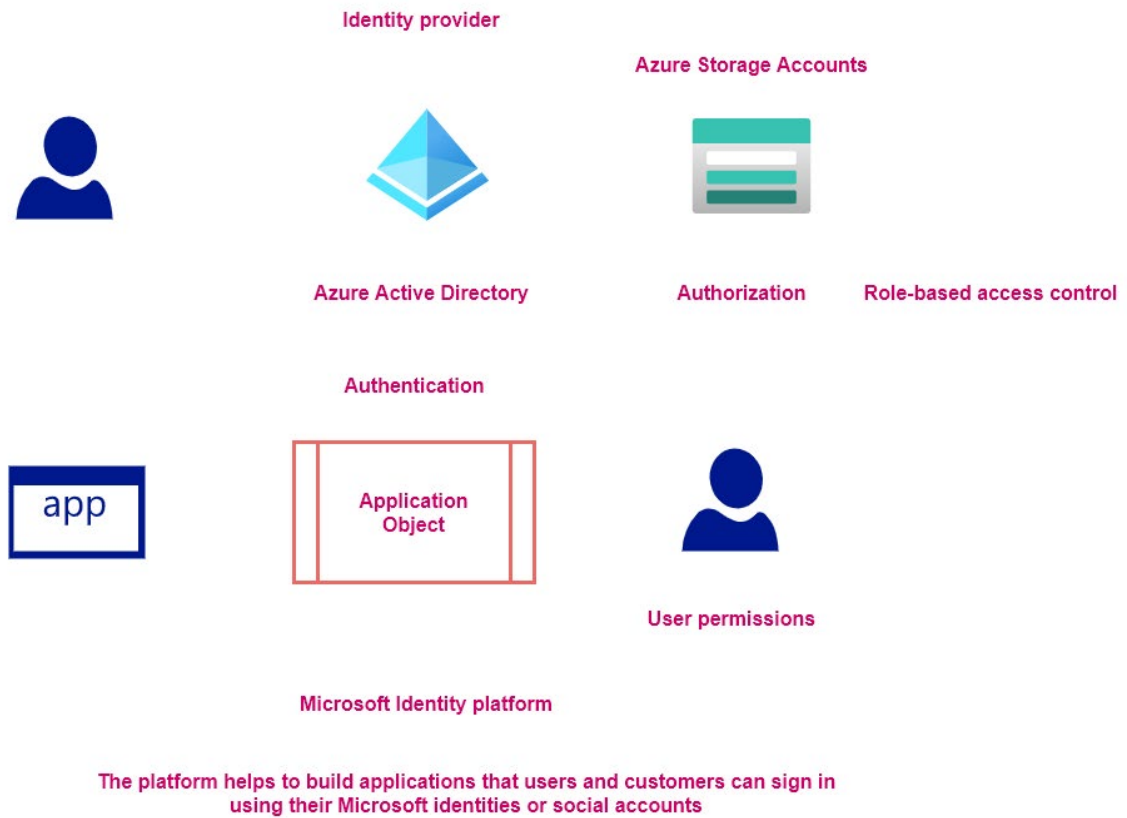 Identity provider
Azure Storage Accounts
Azure Active Directory
Authorization
Role-based access control
Authentication
app
Application
Object
User permissions
Microsoft Identity platform
The platform helps to build applications that users and customers can sign in
using their Microsoft identities or social accounts